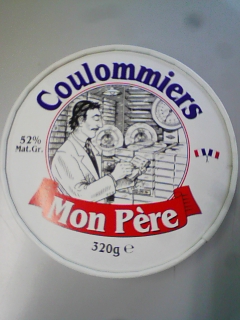 Coulommiers
52%
Mat.Gr.
Mon Père
320g e